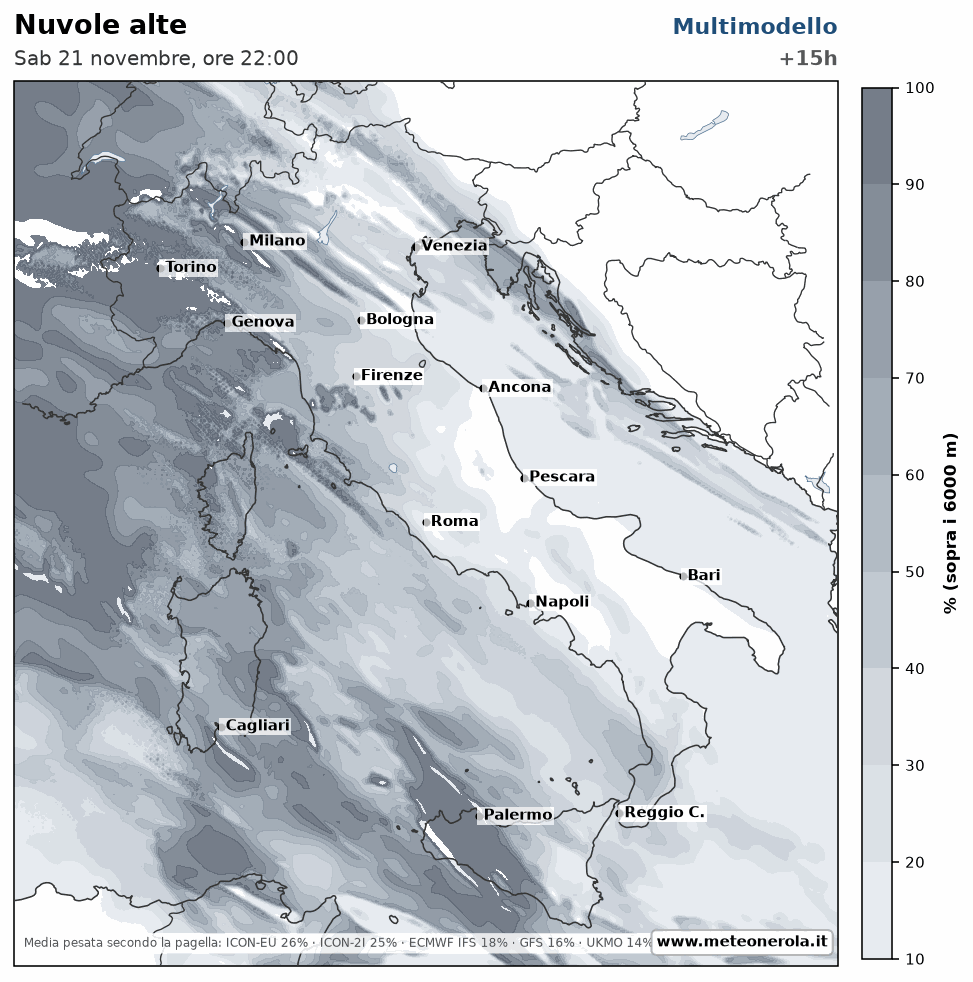 Nuvole alte
Multimodello
Sab 21 novembre, ore 22:00
+15h
100
90
80
70
60
50
40
30
20
10
% (sopra i 6000 m)
Milano
Venezia
Torino
Genova
Bologna
Firenze
Ancona
Pescara
Roma
Bari
Napoli
Cagliari
Palermo
Reggio C.
Media pesata secondo la pagella: ICON-EU 26% · ICON-2I 25% · ECMWF IFS 18% · GFS 16% · UKMO 14%
www.meteonerola.it